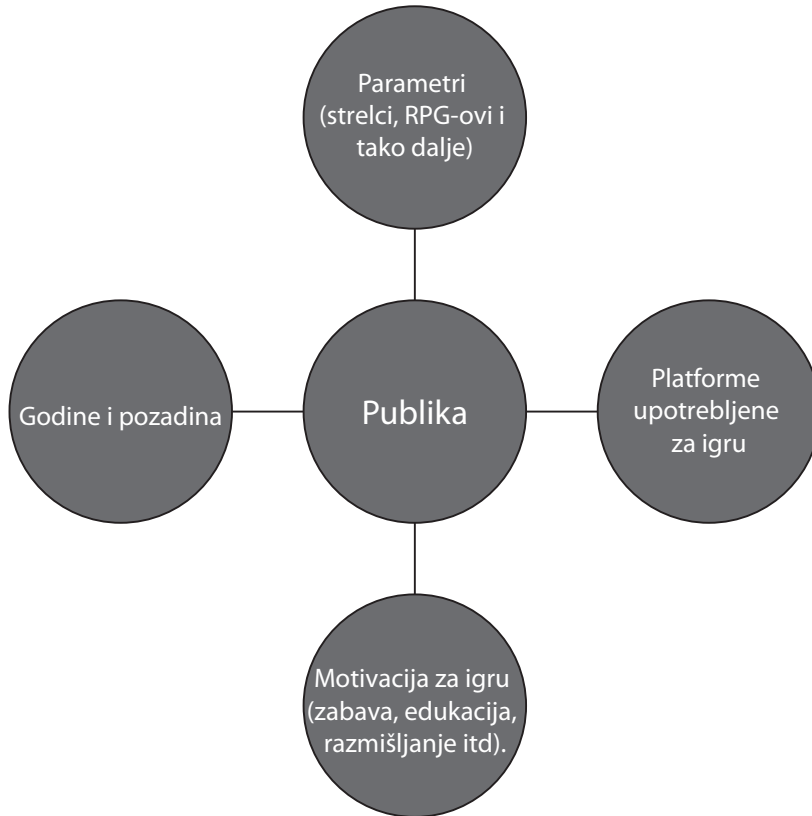 Parametri
(strelci, RPG-ovi i
tako dalje)
Godine i pozadina
Publika
Platforme
upotrebljene
za igru
Motivacija za igru
(zabava, edukacija,
razmišljanje itd).